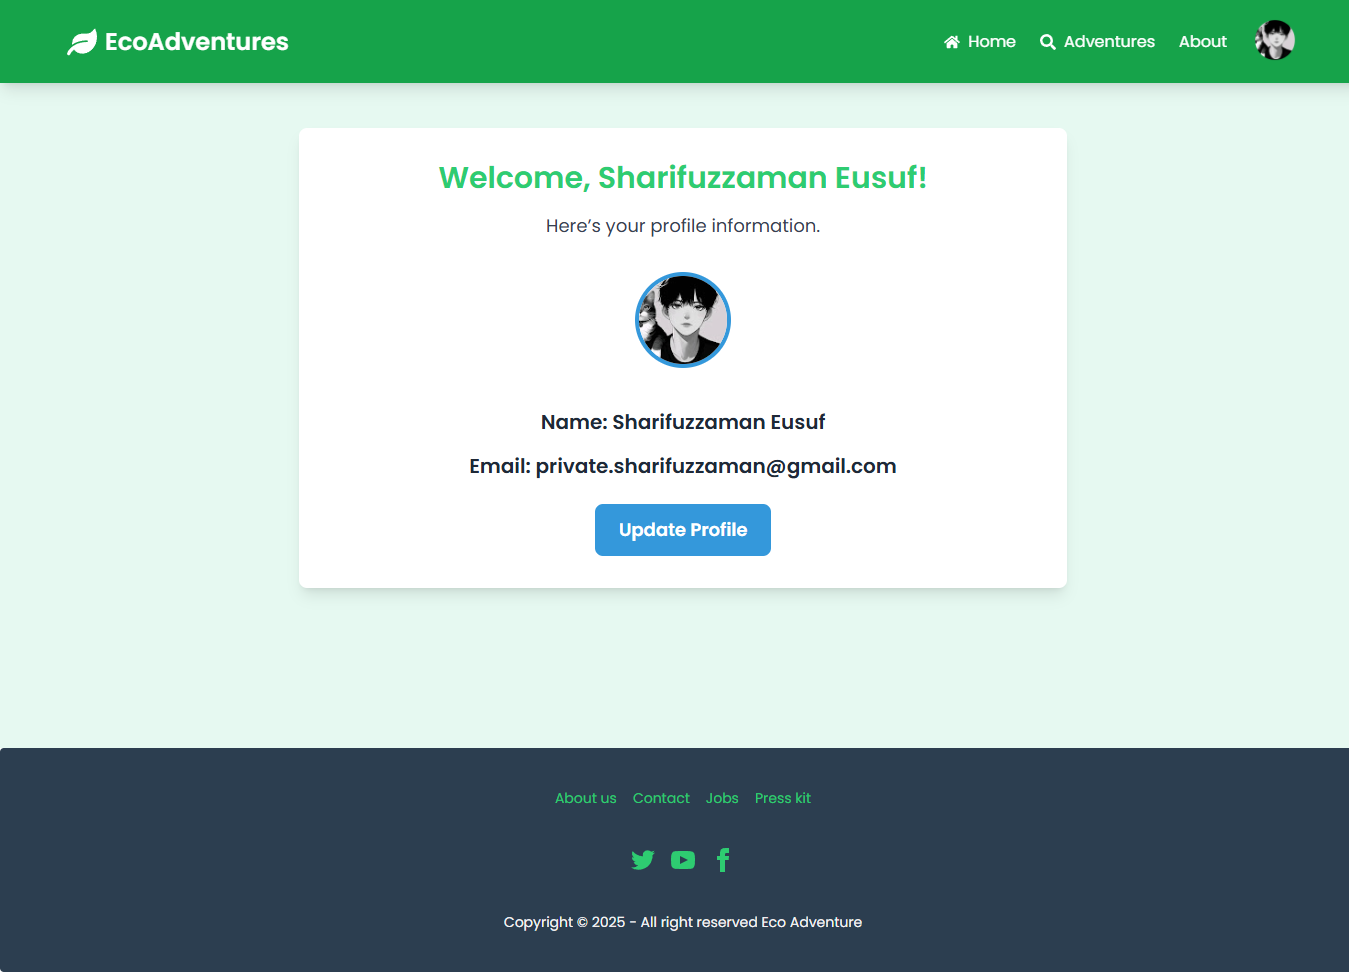 EcoAdventures
Home
Adventures
About
Welcome, Sharifuzzaman Eusuf!
Here's your profile information.
Name: Sharifuzzaman Eusuf
Email: private.sharifuzzaman@gmail.com
Update Profile
About us Contact Jobs Press kit
Copyright © 2025 - All right reserved Eco Adventure